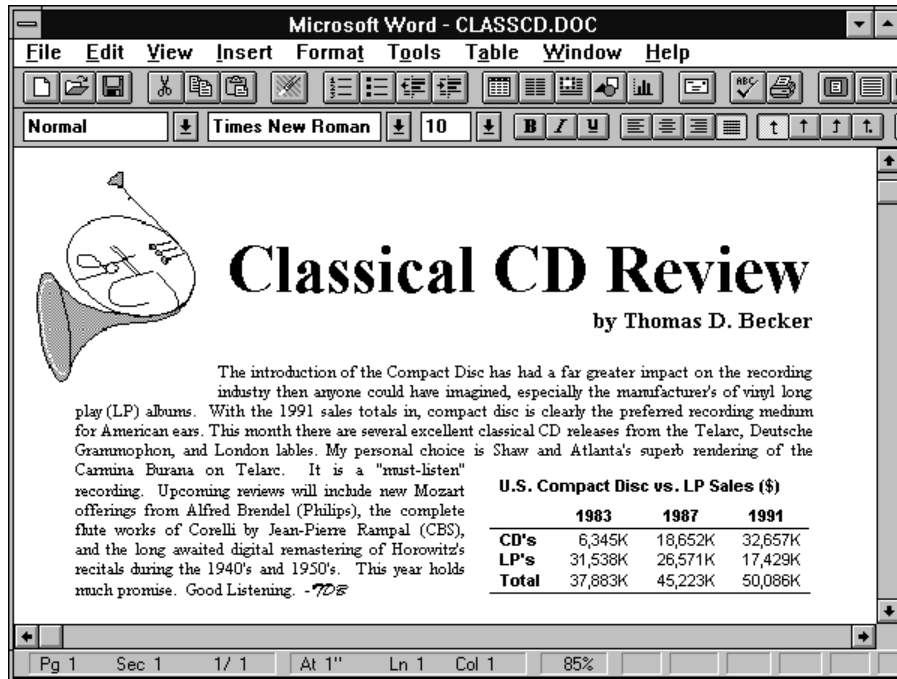 Microsoft Word - CLASSCD.DOC
File Edit View Insert Format Tools Table Window Help
ABC
Normal Times New Roman 10 B I U
Classical CD Review
by Thomas D. Becker
The introduction of the Compact Disc has had a far greater impact on the recording
industry then anyone could have imagined, especially the manufacturer's of vinyl long
play (LP) albums. With the 1991 sales totals in, compact disc is clearly the preferred recording medium
for American ears. This month there are several excellent classical CD releases from the Telarc, Deutsche
Grammophon, and London lables. My personal choice is Shaw and Atlanta's superb rendering of the
Carmina Burana on Telarc. It is a "must-listen"
recording. Upcoming reviews will include new Mozart
offerings from Alfred Brendel (Philips), the complete
flute works of Corelli by Jean-Pierre Rampal (CBS),
and the long awaited digital remastering of Horowitz's
recitals during the 1940's and 1950's. This year holds
much promise. Good Listening. -TDB
U.S. Compact Disc vs. LP Sales ($)
1983 1987 1991
CD's 6,345K 18,652K 32,657K
LP's 31,538K 26,571K 17,429K
Total 37,883K 45,223K 50,086K
Pg 1 Sec 1 1/ 1 At 1" Ln 1 Col 1 85%